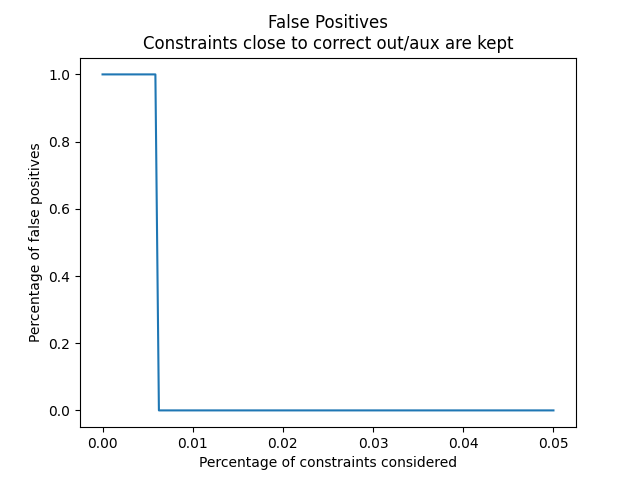 False Positives
Constraints close to correct out/aux are kept
Percentage of false positives
1.0
0.8
0.6
0.4
0.2
0.0
0.00 0.01 0.02 0.03 0.04 0.05
Percentage of constraints considered